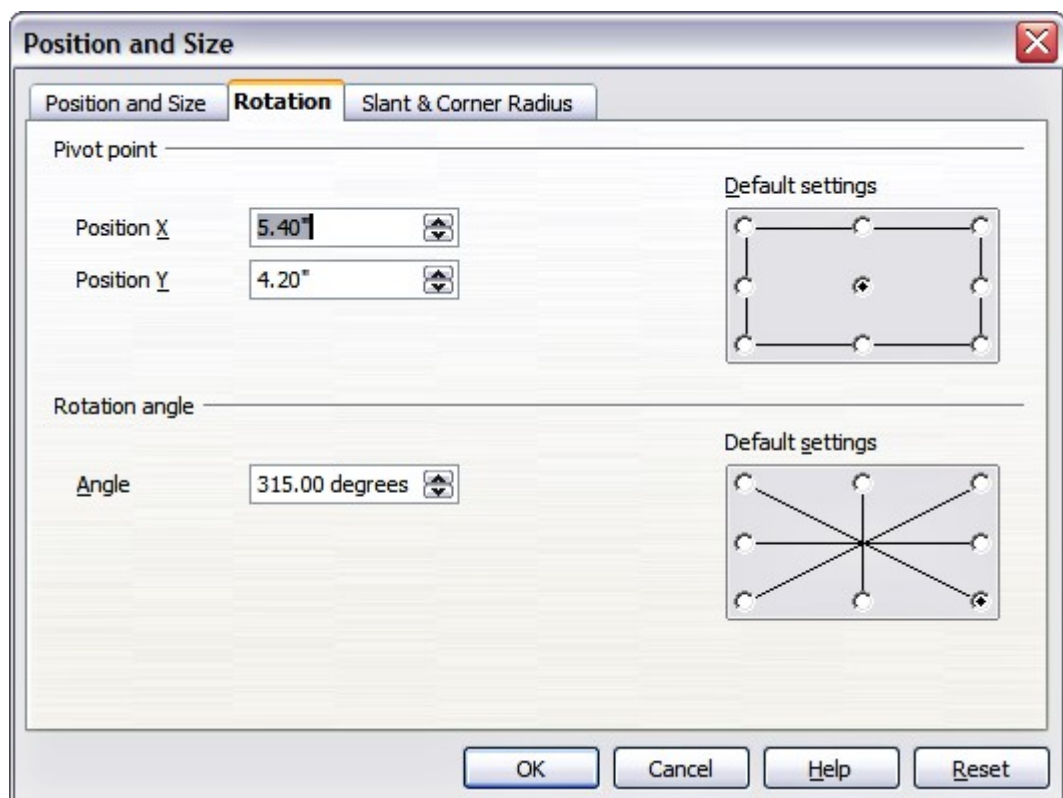 Position and Size
Position and Size Rotation Slant & Corner Radius
Pivot point
Default settings
Position X 5.40"
Position Y 4.20"
Rotation angle
Default settings
Angle 315.00 degrees
OK Cancel Help Reset